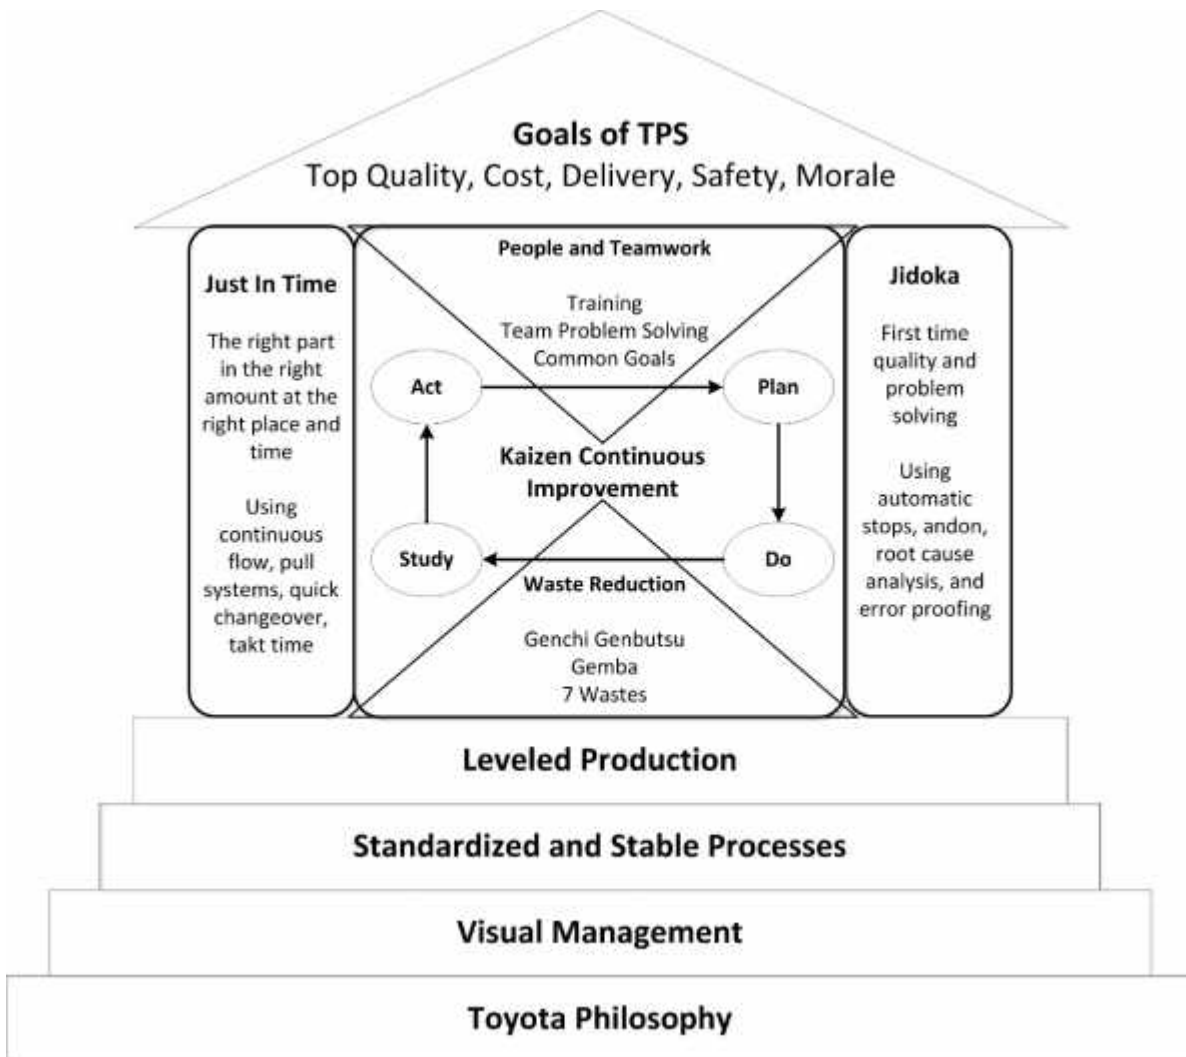 Goals of TPS
Top Quality, Cost, Delivery, Safety, Morale
Just In Time
The right part
in the right
amount at the
right place and
time
Using
continuous
flow, pull
systems, quick
changeover,
takt time
People and Teamwork
Training
Team Problem Solving
Common Goals
Act
Plan
Kaizen Continuous
Improvement
Study
Do
Waste Reduction
Genchi Genbutsu
Gemba
7 Wastes
Jidoka
First time
quality and
problem
solving
Using
automatic
stops, andon,
root cause
analysis, and
error proofing
Leveled Production
Standardized and Stable Processes
Visual Management
Toyota Philosophy